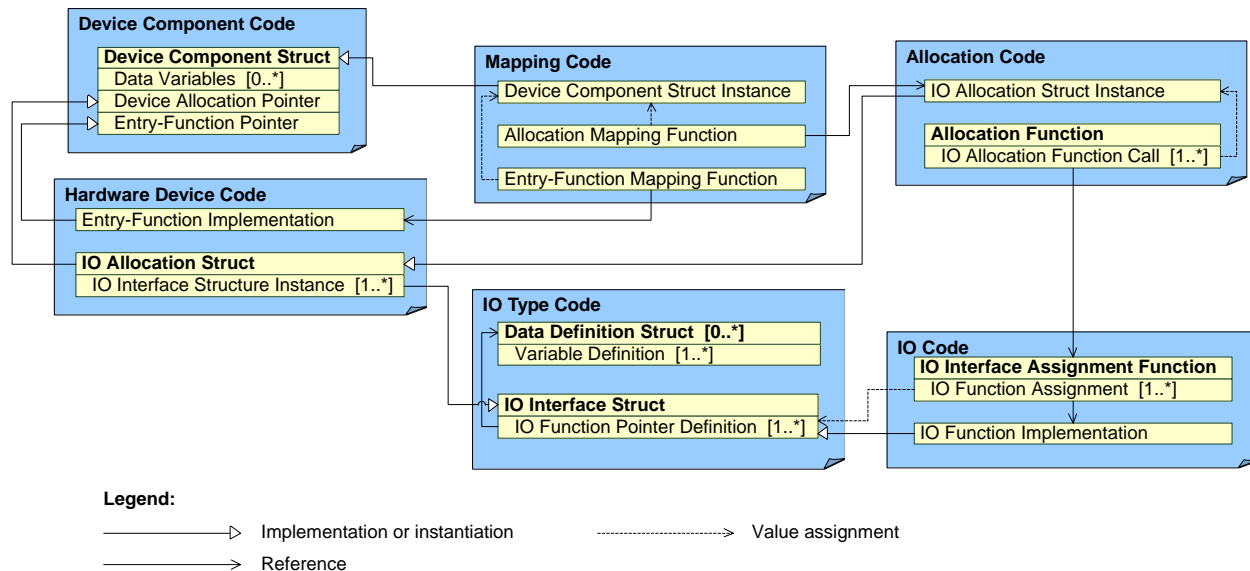 Device Component Code
Device Component Struct
Data Variables [0..*]
Device Allocation Pointer
Entry-Function Pointer
Mapping Code
Device Component Struct Instance
Allocation Mapping Function
Entry-Function Mapping Function
Allocation Code
IO Allocation Struct Instance
Allocation Function
IO Allocation Function Call [1..*]
Hardware Device Code
Entry-Function Implementation
IO Allocation Struct
IO Interface Structure Instance [1..*]
IO Type Code
Data Definition Struct [0..*]
Variable Definition [1..*]
IO Interface Struct
IO Function Pointer Definition [1..*]
IO Code
IO Interface Assignment Function
IO Function Assignment [1..*]
IO Function Implementation
Legend:
Implementation or instantiation
Value assignment
Reference